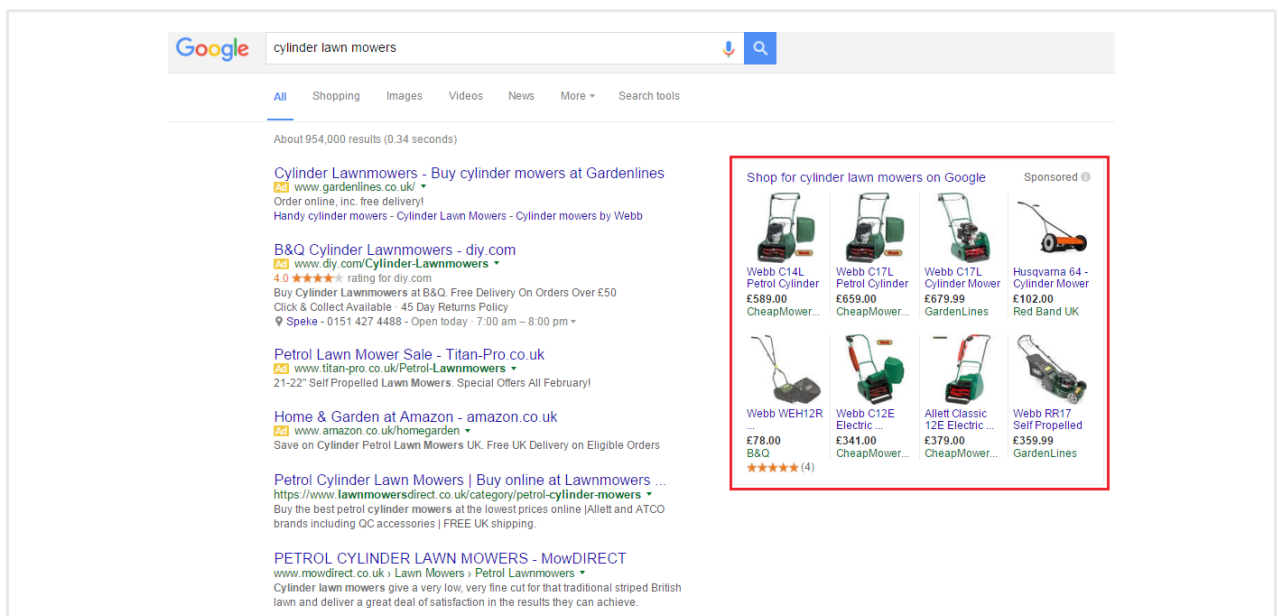 Google
cylinder lawn mowers
All Shopping Images Videos News More Search tools
About 954,000 results (0.34 seconds)
Cylinder Lawnmowers - Buy cylinder mowers at Gardenlines
Ad www.gardenlines.co.uk/
Order online, inc. free delivery!
Handy cylinder mowers - Cylinder Lawn Mowers - Cylinder mowers by Webb
B&Q Cylinder Lawnmowers - diy.com
Ad www.diy.com/Cylinder-Lawnmowers
4.0 ★★★★★ rating for diy.com
Buy Cylinder Lawnmowers at B&Q. Free Delivery On Orders Over £50
Click & Collect Available · 45 Day Returns Policy
Speke - 0151 427 4488 - Open today · 7:00 am – 8:00 pm
Petrol Lawn Mower Sale - Titan-Pro.co.uk
Ad www.titan-pro.co.uk/Petrol-Lawnmowers
21-22" Self Propelled Lawn Mowers. Special Offers All February!
Home & Garden at Amazon - amazon.co.uk
Ad www.amazon.co.uk/homegarden
Save on Cylinder Petrol Lawn Mowers UK. Free UK Delivery on Eligible Orders
Petrol Cylinder Lawn Mowers | Buy online at Lawnmowers ...
https://www.lawnmowersdirect.co.uk/category/petrol-cylinder-mowers
Buy the best petrol cylinder mowers at the lowest prices online |Allett and ATCO
brands including QC accessories | FREE UK shipping.
PETROL CYLINDER LAWN MOWERS - MowDIRECT
www.mowdirect.co.uk › Lawn Mowers › Petrol Lawnmowers
Cylinder lawn mowers give a very low, very fine cut for that traditional striped British
lawn and deliver a great deal of satisfaction in the results they can achieve.
Shop for cylinder lawn mowers on Google Sponsored
Webb C14L
Petrol Cylinder
£589.00
CheapMower...
Webb C17L
Petrol Cylinder
£659.00
CheapMower...
Webb C17L
Cylinder Mower
£679.99
GardenLines
Husqvarna 64 -
Cylinder Mower
£102.00
Red Band UK
Webb WEH12R
...
£78.00
B&Q
★★★★★ (4)
Webb C12E
Electric ...
£341.00
CheapMower...
Allett Classic
12E Electric ...
£379.00
CheapMower...
Webb RR17
Self Propelled
£359.99
GardenLines